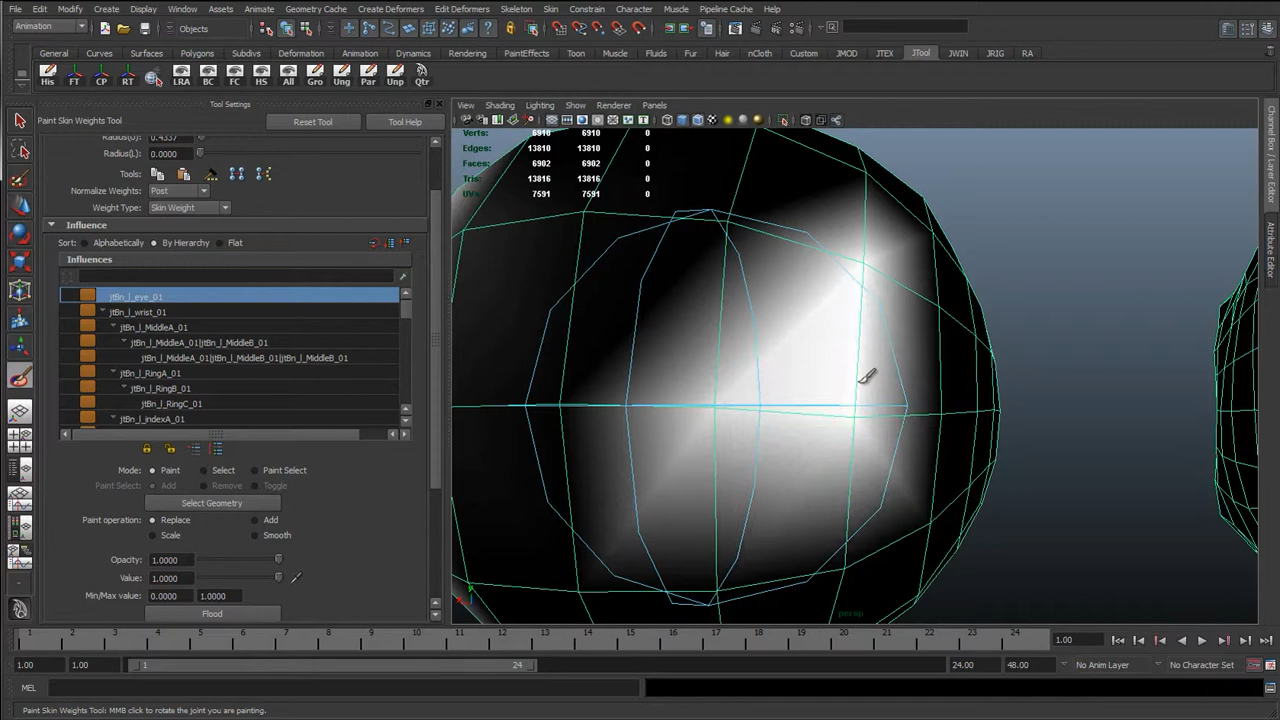 File Edit Modify Create Display Window Assets Animate Geometry Cache Create Deformers Edit Deformers Skeleton Skin Constrain Character Muscle Pipeline Cache Help
Animation Objects
General Curves Surfaces Polygons Subdivs Deformation Animation Dynamics Rendering PaintEffects Toon Muscle Fluids Fur Hair nCloth Custom JMOD JTEX JTool JWIN JRIG RA
His FT CP RT LRA BC FC HS All Gro Ung Par Unp Qtr
Tool Settings
Paint Skin Weights Tool Reset Tool Tool Help
Radius(U): 0.4337
Radius(L): 0.0000
Tools:
Normalize Weights: Post
Weight Type: Skin Weight
Influence
Sort: Alphabetically By Hierarchy Flat
Influences
jtBn_l_eye_01
jtBn_l_wrist_01
jtBn_l_MiddleA_01
jtBn_l_MiddleA_01|jtBn_l_MiddleB_01
jtBn_l_MiddleA_01|jtBn_l_MiddleB_01|jtBn_l_MiddleB_01
jtBn_l_RingA_01
jtBn_l_RingB_01
jtBn_l_RingC_01
jtBn_l_indexA_01
Mode: Paint Select Paint Select
Paint Select: Add Remove Toggle
Select Geometry
Paint operation: Replace Add
Scale Smooth
Opacity: 1.0000
Value: 1.0000
Min/Max value: 0.0000 1.0000
Flood
View Shading Lighting Show Renderer Panels
Verts: 6910 6910 0
Edges: 13810 13810 0
Faces: 6902 6902 0
Tris: 13816 13816 0
UVs: 7591 7591 0
persp
Channel Box / Layer Editor
Attribute Editor
1 2 3 4 5 6 7 8 9 10 11 12 13 14 15 16 17 18 19 20 21 22 23 24 1.00
1.00 1.00 1 24 24.00 48.00 No Anim Layer No Character Set
MEL
Paint Skin Weights Tool: MMB click to rotate the joint you are painting.